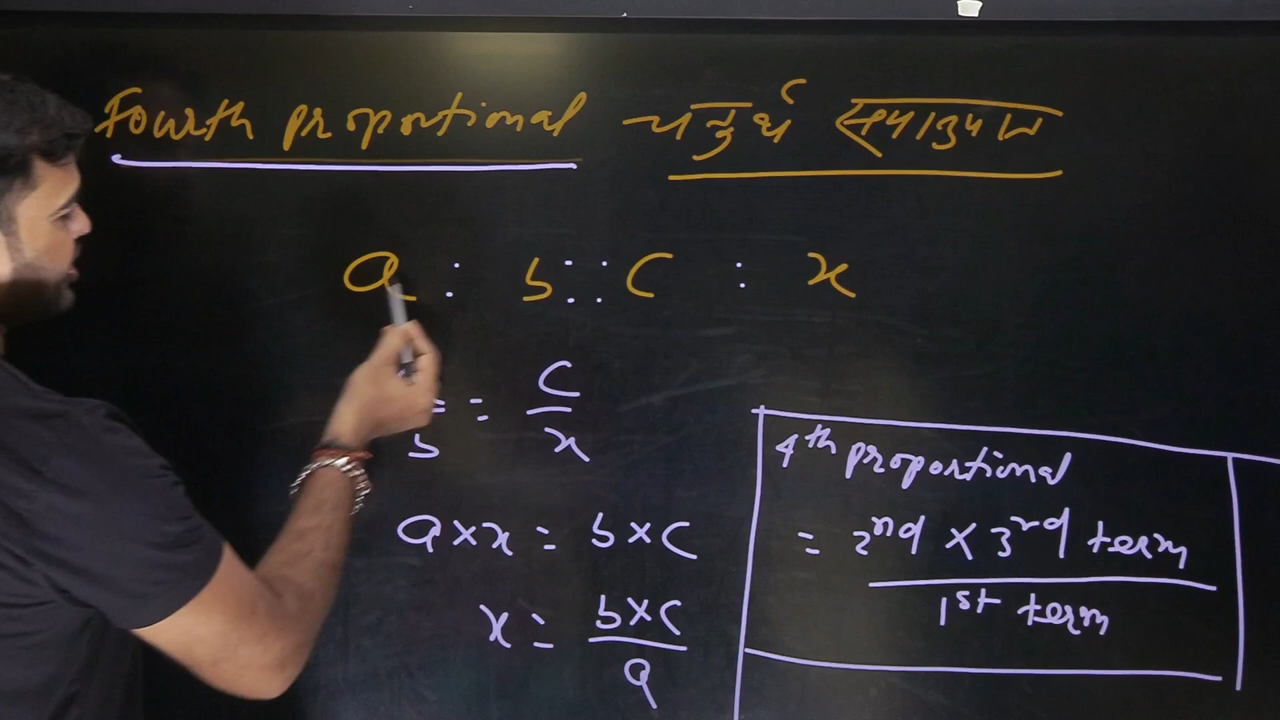 Fourth proportional चतुर्थ समानुपात
a : b :: c : x
b = c/x
a × x = b × c
x = b × c / a
4th proportional
= 2nd × 3rd term
1st term